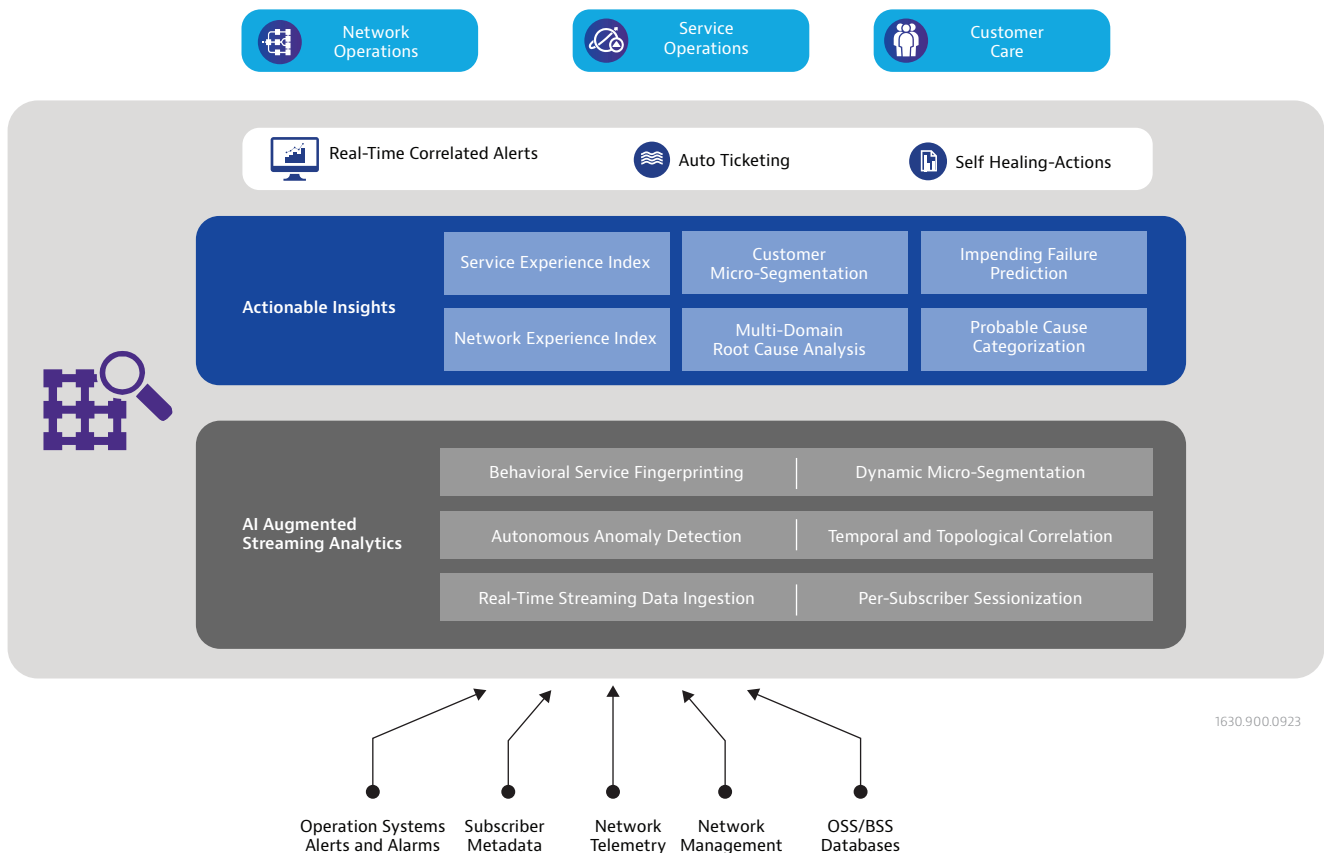 Network
Operations
Service
Operations
Customer
Care
Real-Time Correlated Alerts
Auto Ticketing
Self Healing-Actions
Actionable Insights
Service Experience Index
Customer
Micro-Segmentation
Impending Failure
Prediction
Network Experience Index
Multi-Domain
Root Cause Analysis
Probable Cause
Categorization
AI Augmented
Streaming Analytics
Behavioral Service Fingerprinting
Dynamic Micro-Segmentation
Autonomous Anomaly Detection
Temporal and Topological Correlation
Real-Time Streaming Data Ingestion
Per-Subscriber Sessionization
1630.900.0923
Operation Systems
Alerts and Alarms
Subscriber
Metadata
Network
Telemetry
Network
Management
OSS/BSS
Databases